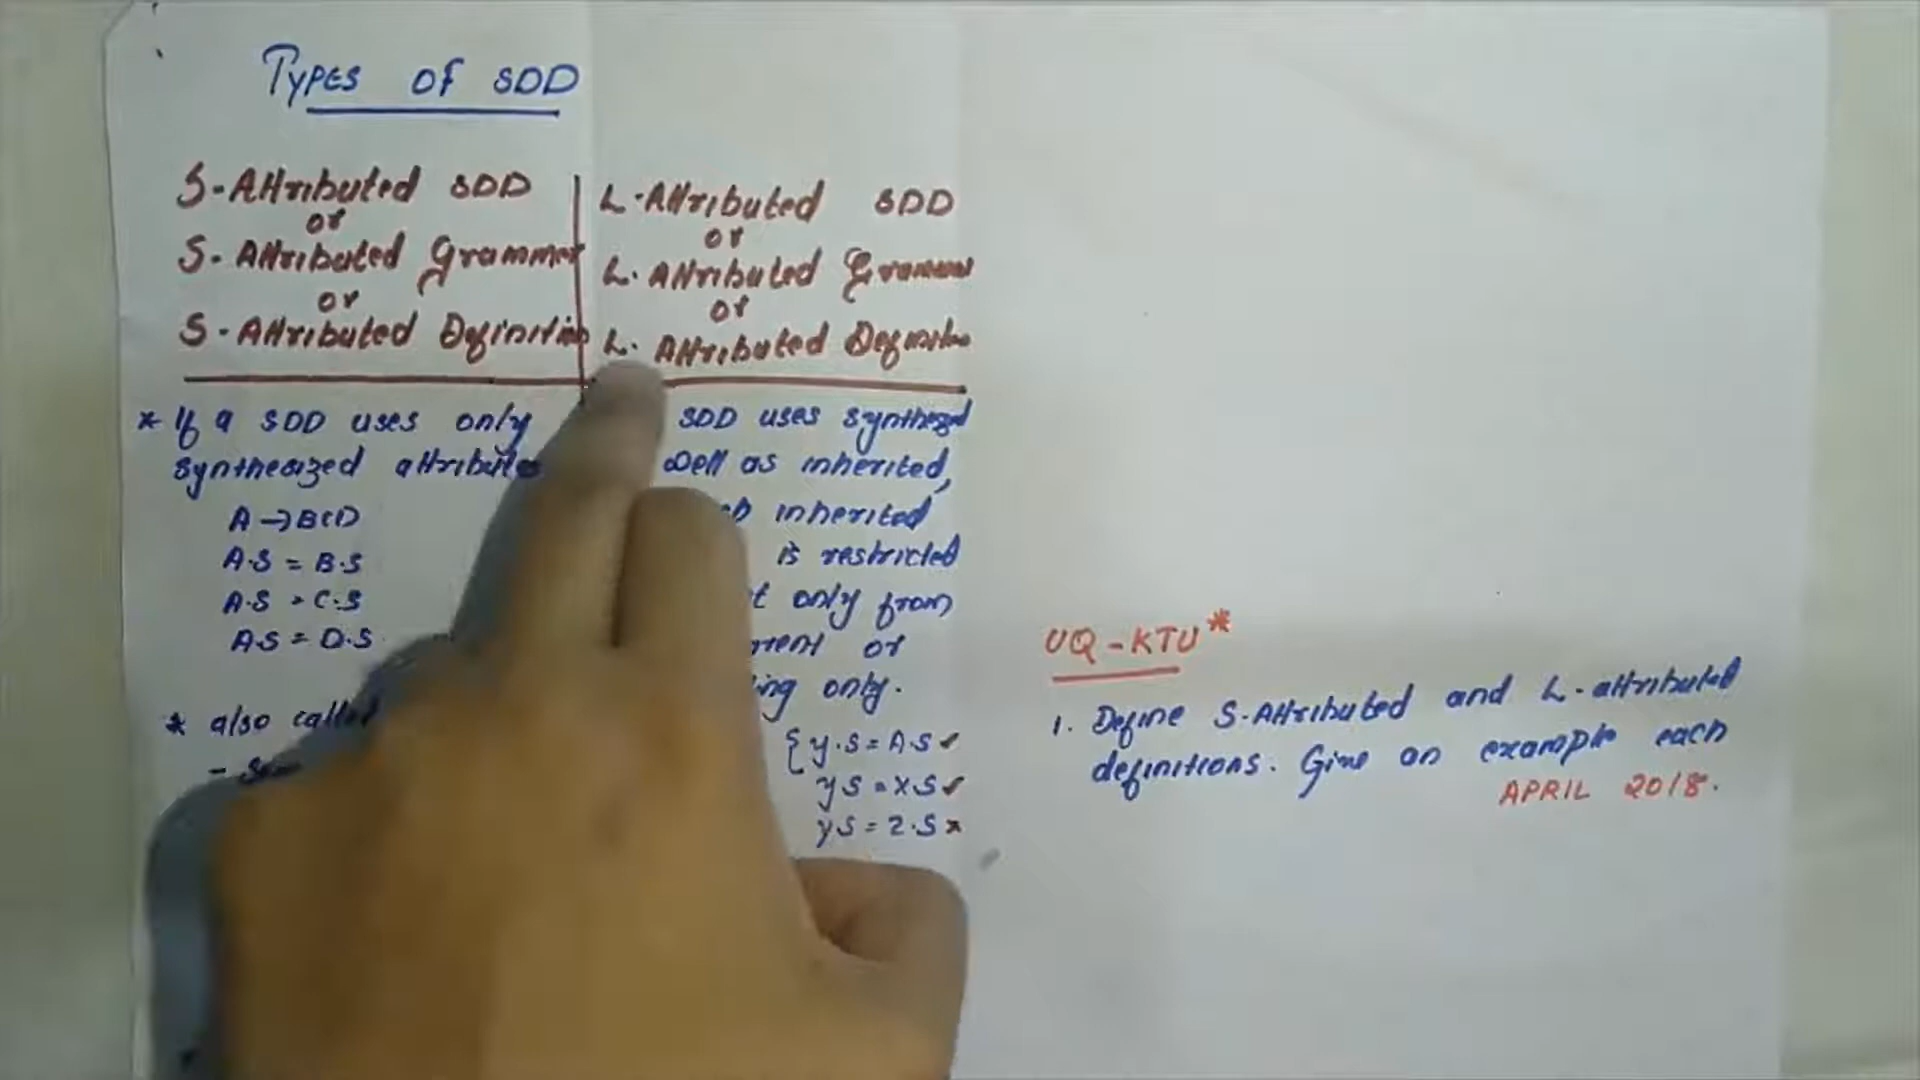 TYPES OF SDD
S-Attributed SDD
or
S-Attributed Grammer
or
S-Attributed Definition
* If a SDD uses only
synthesized attributes
A → BCD
A.S = B.S
A.S = C.S
A.S = D.S
* also called
L-Attributed SDD
or
L-Attributed Grammer
or
L-Attributed Definition
SDD uses synthesized
well as inherited,
inherited
is restricted
only from
or
only.
{ y.S = A.S ✓
y.S = X.S ✓
y.S = Z.S x
UQ - KTU *
1. Define S-Attributed and L-attributed
definitions. Give an example each
APRIL 2018.